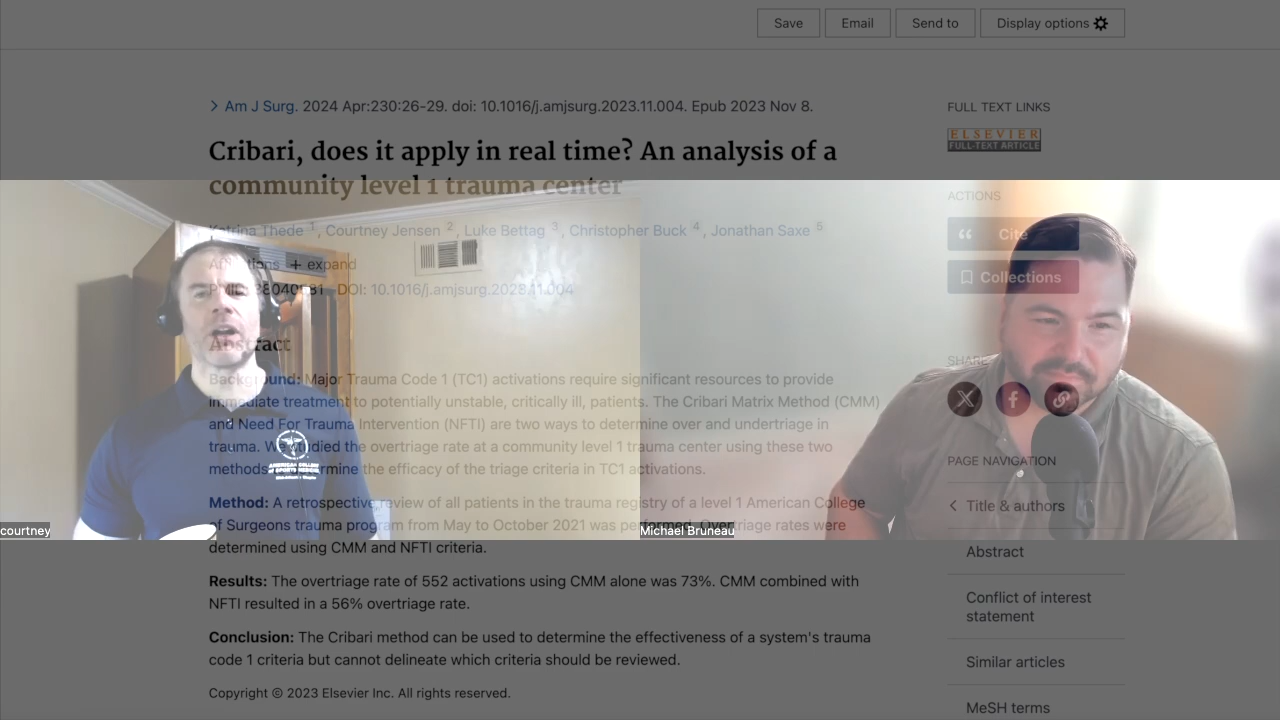 Save Email Send to Display options
Am J Surg. 2024 Apr:230:26-29. doi: 10.1016/j.amjsurg.2023.11.004. Epub 2023 Nov 8.
Cribari, does it apply in real time? An analysis of a
community level 1 trauma center
Katrina Thede 1, Courtney Jensen 2, Luke Bettag 3, Christopher Buck 4, Jonathan Saxe 5
+ expand
DOI: 10.1016/j.amjsurg.2023.11.004
Abstract
Background: Major Trauma Code 1 (TC1) activations require significant resources to provide
immediate treatment to potentially unstable, critically ill, patients. The Cribari Matrix Method (CMM)
and Need For Trauma Intervention (NFTI) are two ways to determine over and undertriage in
trauma. We studied the overtriage rate at a community level 1 trauma center using these two
methods determine the efficacy of the triage criteria in TC1 activations.
Method: A retrospective review of all patients in the trauma registry of a level 1 American College
of Surgeons trauma program from May to October 2021 was performed. Overtriage rates were
determined using CMM and NFTI criteria.
Results: The overtriage rate of 552 activations using CMM alone was 73%. CMM combined with
NFTI resulted in a 56% overtriage rate.
Conclusion: The Cribari method can be used to determine the effectiveness of a system's trauma
code 1 criteria but cannot delineate which criteria should be reviewed.
Copyright © 2023 Elsevier Inc. All rights reserved.
FULL TEXT LINKS
ELSEVIER
FULL-TEXT ARTICLE
ACTIONS
Cite
Collections
SHARE
PAGE NAVIGATION
Title & authors
Abstract
Conflict of interest
statement
Similar articles
MeSH terms
AMERICAN COLLEGE
of SPORTS MEDICINE
courtney
Michael Bruneau